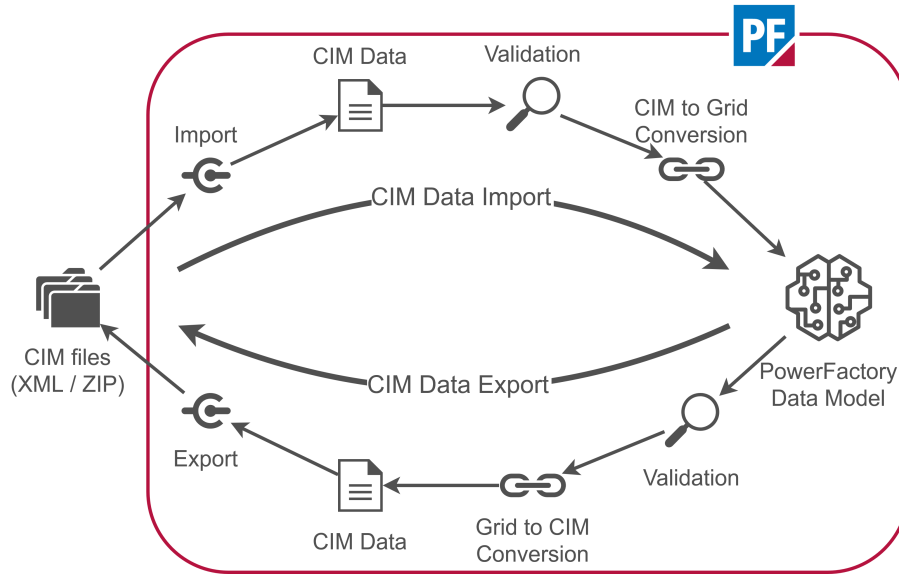 PF
CIM Data
Validation
CIM to Grid
Conversion
Import
CIM Data Import
CIM files
(XML / ZIP)
PowerFactory
Data Model
CIM Data Export
Export
Validation
CIM Data
Grid to CIM
Conversion